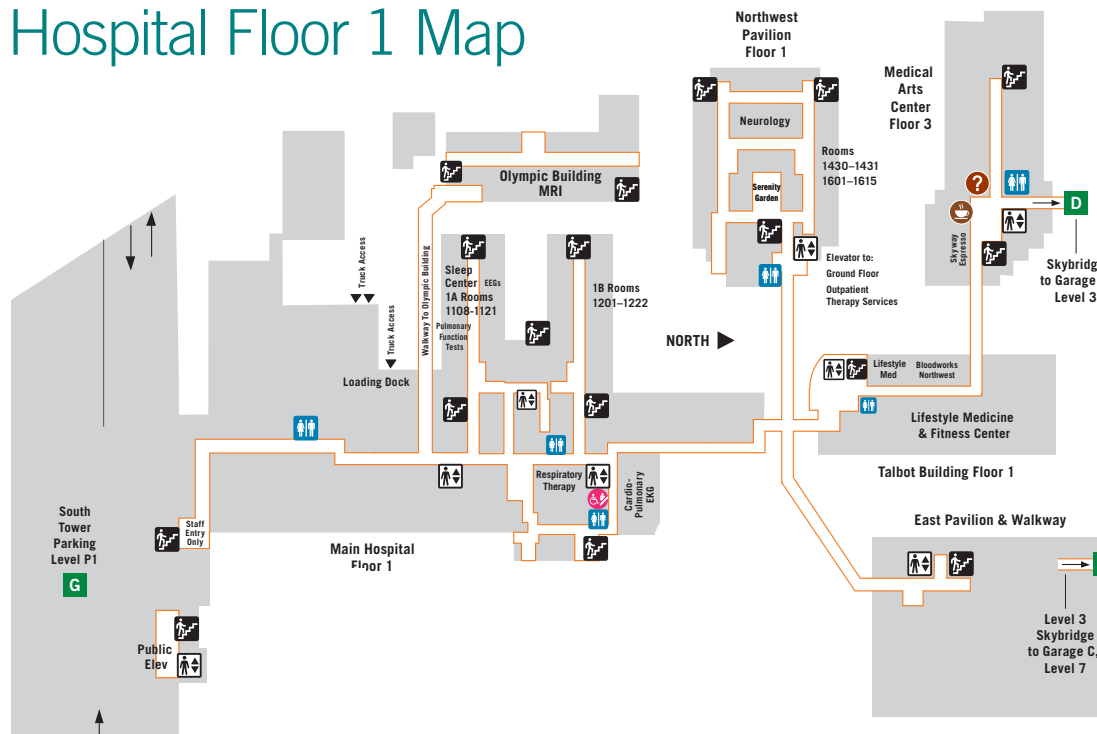 Hospital Floor 1 Map
Northwest
Pavilion
Floor 1
Neurology
Serenity
Garden
Rooms
1430–1431
1601–1615
Elevator to:
Ground Floor
Outpatient
Therapy Services
Medical
Arts
Center
Floor 3
?
Skyway
Espresso
D
Skybridg
to Garage
Level 3
Olympic Building
MRI
Walkway To Olympic Building
Truck Access
Truck Access
Loading Dock
Sleep
Center
1A Rooms
1108-1121
EEGs
Pulmonary
Function
Tests
1B Rooms
1201–1222
NORTH
Lifestyle
Med
Bloodworks
Northwest
Lifestyle Medicine
& Fitness Center
Talbot Building Floor 1
Respiratory
Therapy
Cardio-
Pulmonary
EKG
Main Hospital
Floor 1
South
Tower
Parking
Level P1
G
Staff
Entry
Only
Public
Elev
East Pavilion & Walkway
Level 3
Skybridge
to Garage C,
Level 7